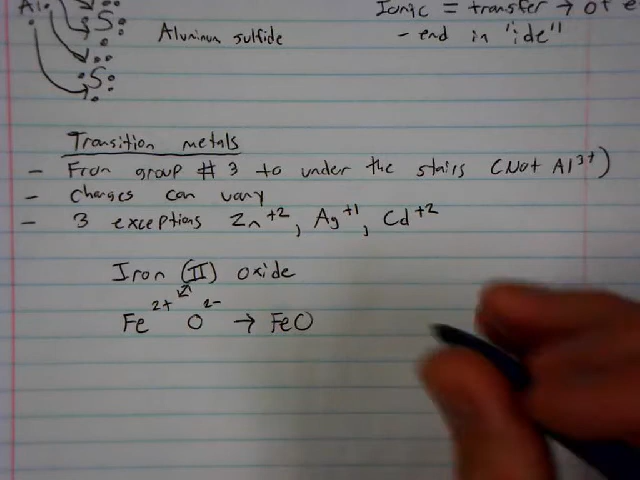 Al
Ionic = transfer → of e
S
Aluminum sulfide
- end in "ide"
S
Transition metals
- From group # 3 to under the stairs (Not Al³⁺)
- Charges can vary
- 3 exceptions Zn⁺², Ag⁺¹, Cd⁺²
Iron (II) oxide
Fe²⁺ O²⁻ → FeO